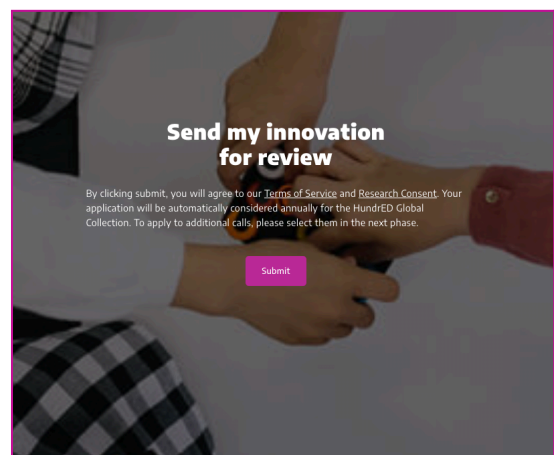 Send my innovation
for review
By clicking submit, you will agree to our Terms of Service and Research Consent. Your
application will be automatically considered annually for the HundrED Global
Collection. To apply to additional calls, please select them in the next phase.
Submit